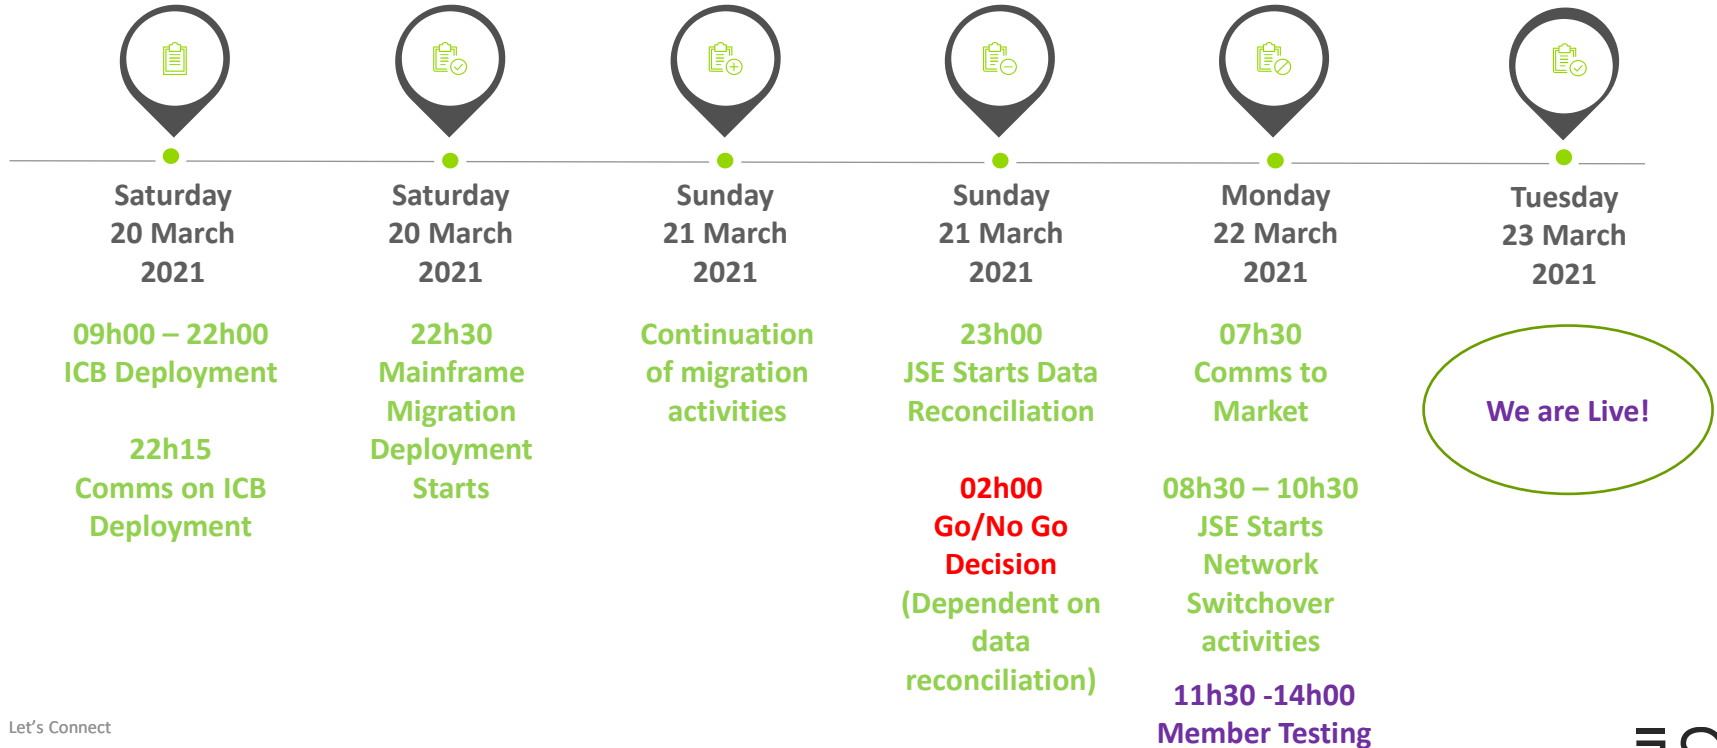 Saturday
20 March
2021
09h00 – 22h00
ICB Deployment
22h15
Comms on ICB
Deployment
Saturday
20 March
2021
22h30
Mainframe
Migration
Deployment
Starts
Sunday
21 March
2021
Continuation
of migration
activities
Sunday
21 March
2021
23h00
JSE Starts Data
Reconciliation
02h00
Go/No Go
Decision
(Dependent on
data
reconciliation)
Monday
22 March
2021
07h30
Comms to
Market
08h30 – 10h30
JSE Starts
Network
Switchover
activities
11h30 -14h00
Member Testing
Tuesday
23 March
2021
We are Live!
Let's Connect